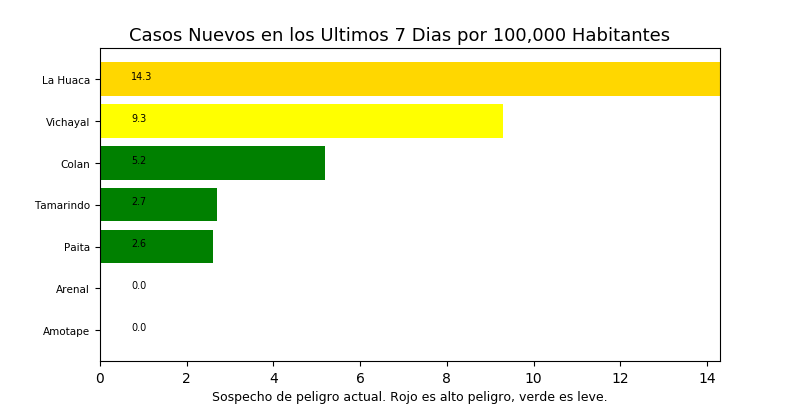 Casos Nuevos en los Ultimos 7 Dias por 100,000 Habitantes
La Huaca 14.3
Vichayal 9.3
Colan 5.2
Tamarindo 2.7
Paita 2.6
Arenal 0.0
Amotape 0.0
0 2 4 6 8 10 12 14
Sospecho de peligro actual. Rojo es alto peligro, verde es leve.